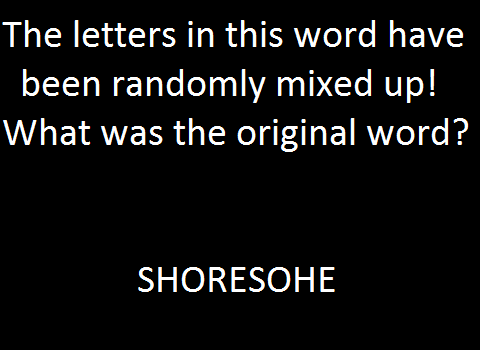 The letters in this word have
been randomly mixed up!
What was the original word?
SHORESOHE